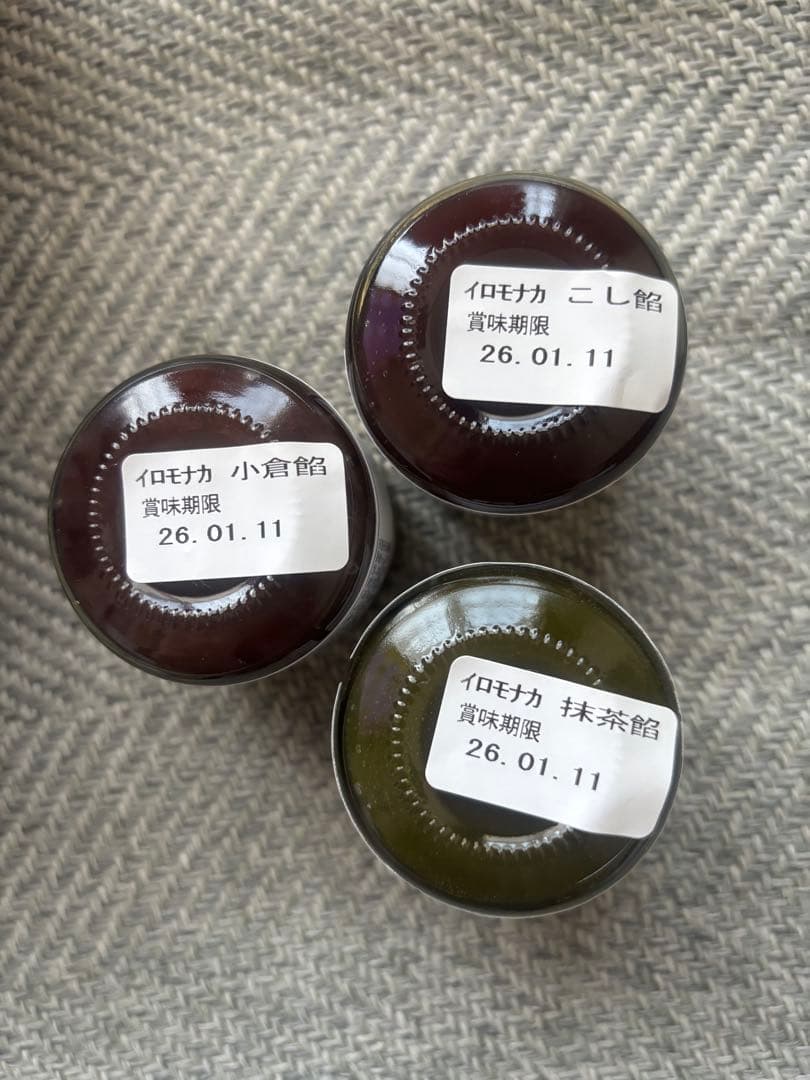 イロモナカ こし餡
賞味期限
26.01.11
イロモナカ 小倉餡
賞味期限
26.01.11
イロモナカ 抹茶餡
賞味期限
26.01.11